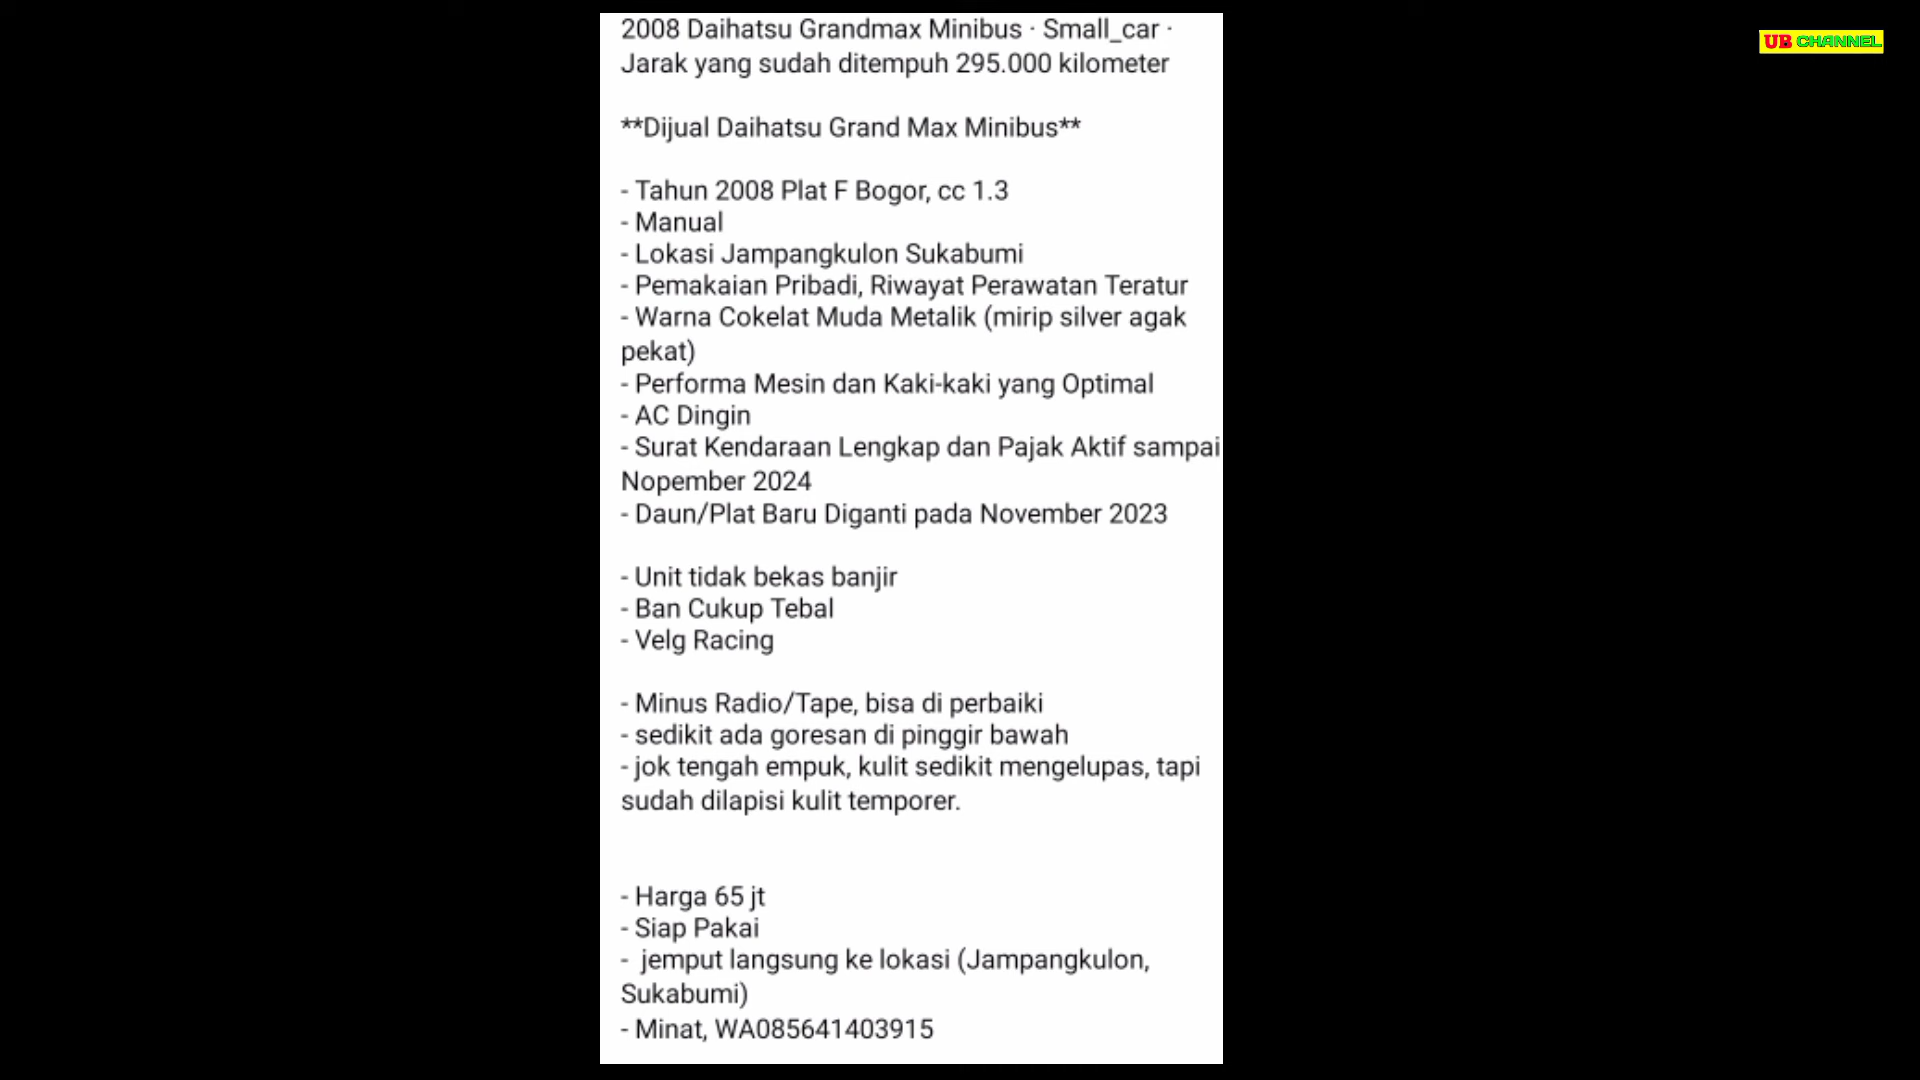 2008 Daihatsu Grandmax Minibus · Small_car ·
Jarak yang sudah ditempuh 295.000 kilometer
UB CHANNEL
**Dijual Daihatsu Grand Max Minibus**
- Tahun 2008 Plat F Bogor, cc 1.3
- Manual
- Lokasi Jampangkulon Sukabumi
- Pemakaian Pribadi, Riwayat Perawatan Teratur
- Warna Cokelat Muda Metalik (mirip silver agak
pekat)
- Performa Mesin dan Kaki-kaki yang Optimal
- AC Dingin
- Surat Kendaraan Lengkap dan Pajak Aktif sampai
Nopember 2024
- Daun/Plat Baru Diganti pada November 2023
- Unit tidak bekas banjir
- Ban Cukup Tebal
- Velg Racing
- Minus Radio/Tape, bisa di perbaiki
- sedikit ada goresan di pinggir bawah
- jok tengah empuk, kulit sedikit mengelupas, tapi
sudah dilapisi kulit temporer.
- Harga 65 jt
- Siap Pakai
- jemput langsung ke lokasi (Jampangkulon,
Sukabumi)
- Minat, WA085641403915